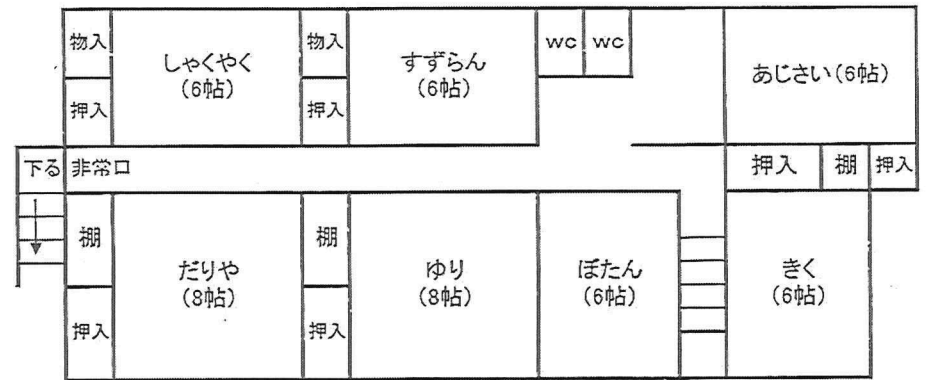 物入
しゃくやく
(6帖)
物入
すずらん
(6帖)
wc
wc
あじさい(6帖)
押入
押入
下る
非常口
押入
棚
押入
棚
だりや
(8帖)
棚
ゆり
(8帖)
ぼたん
(6帖)
きく
(6帖)
押入
押入